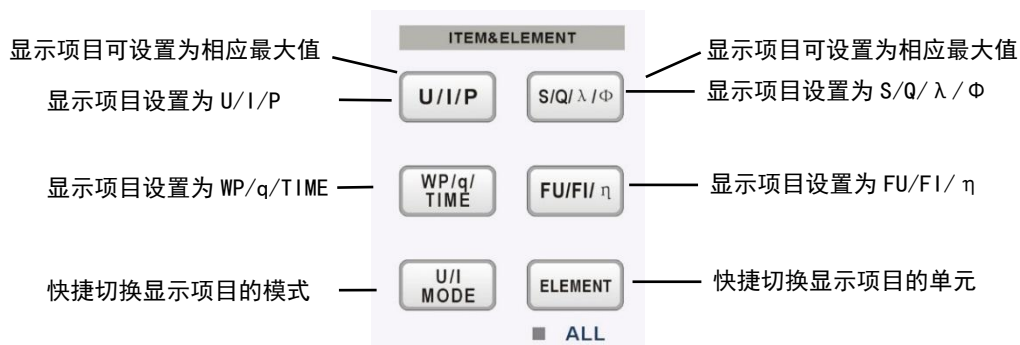 ITEM&ELEMENT
显示项目可设置为相应最大值
显示项目可设置为相应最大值
显示项目设置为 U/I/P
U/I/P
S/Q/λ/Φ
显示项目设置为 S/Q/λ/Φ
显示项目设置为 WP/q/TIME
WP/q/
TIME
FU/FI/η
显示项目设置为 FU/FI/η
快捷切换显示项目的模式
U/I
MODE
ELEMENT
快捷切换显示项目的单元
ALL